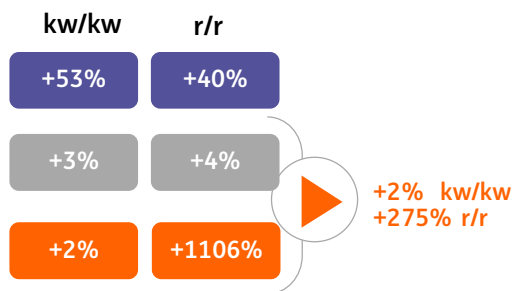 kw/kw r/r
+53% +40%
+3% +4%
+2% kw/kw
+275% r/r
+2% +1106%